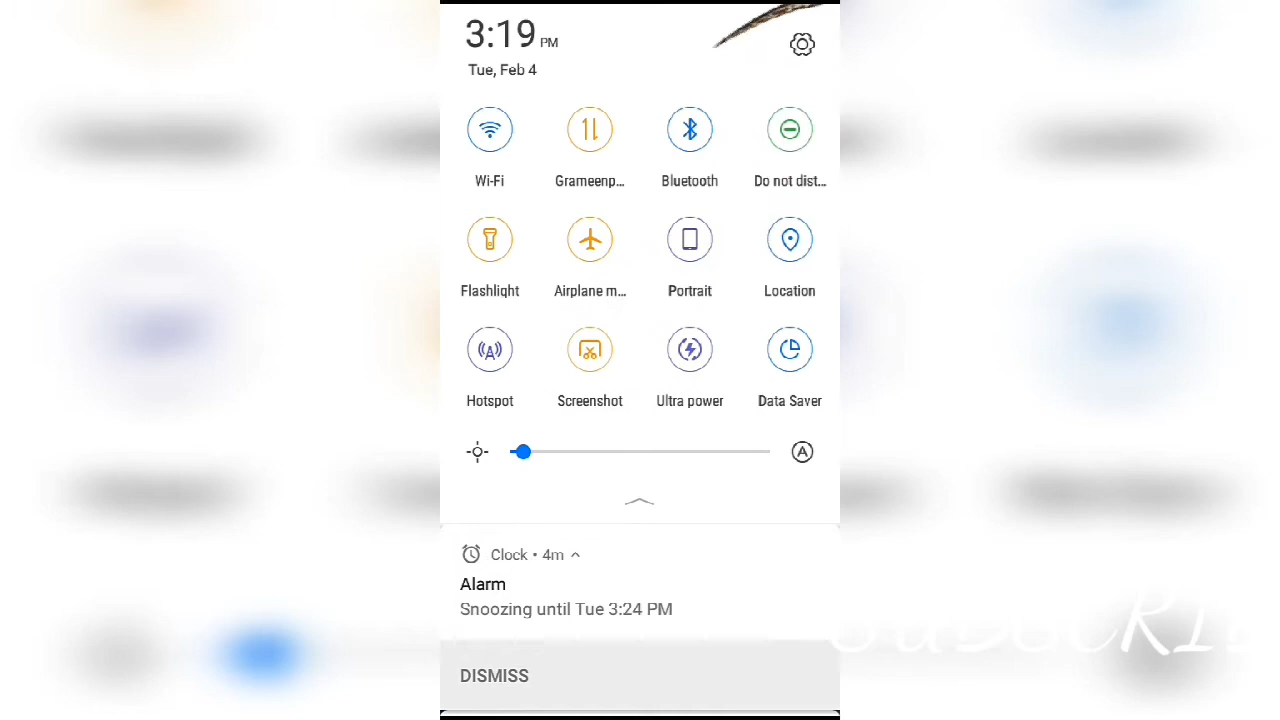 3:19 PM
Tue, Feb 4
Wi-Fi Grameenp... Bluetooth Do not dist...
Flashlight Airplane m... Portrait Location
Hotspot Screenshot Ultra power Data Saver
A
Clock • 4m
Alarm
Snoozing until Tue 3:24 PM
DISMISS